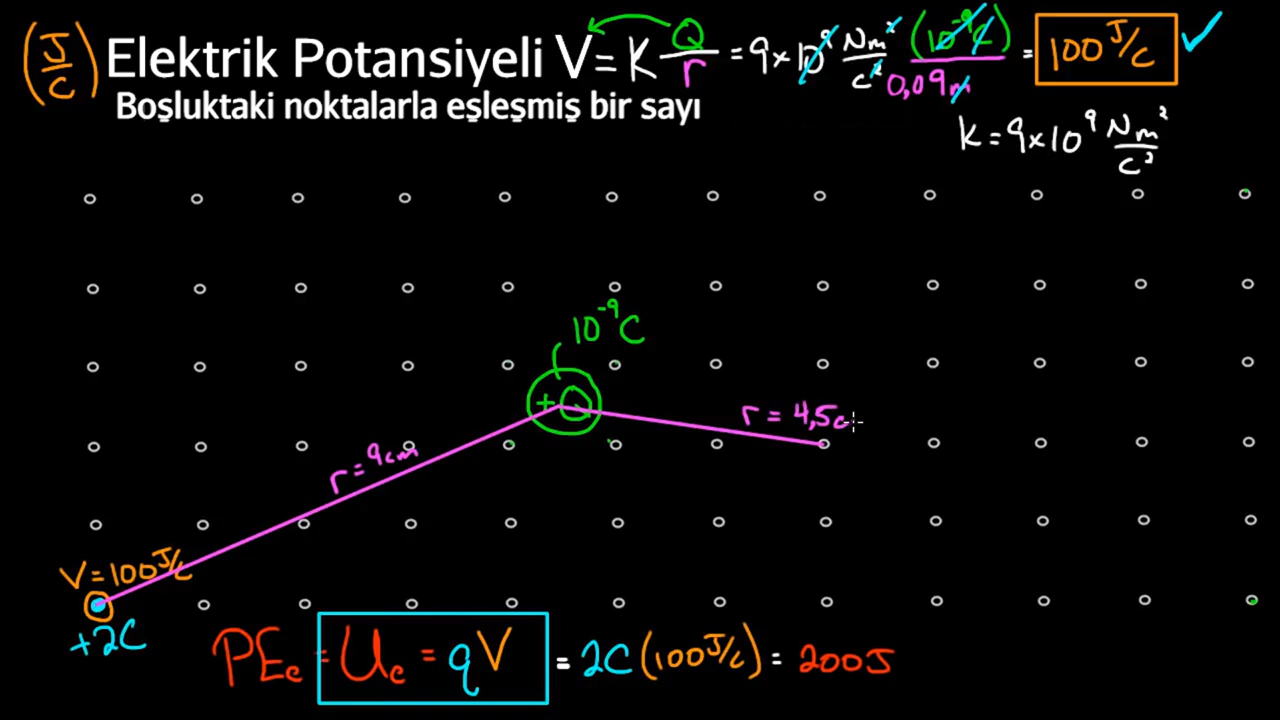 (J/C) Elektrik Potansiyeli V = K Q/r = 9×10⁹ Nm²/C² (10⁻⁹C)/0,09m = 100 J/C ✓
Boşluktaki noktalarla eşleşmiş bir sayı
K = 9×10⁹ Nm²/C²
10⁻⁹C
+Q
r = 4,5c
r = 9cm
V = 100 J/C
+2C
PEe = Ue = qV = 2C (100 J/C) = 200J